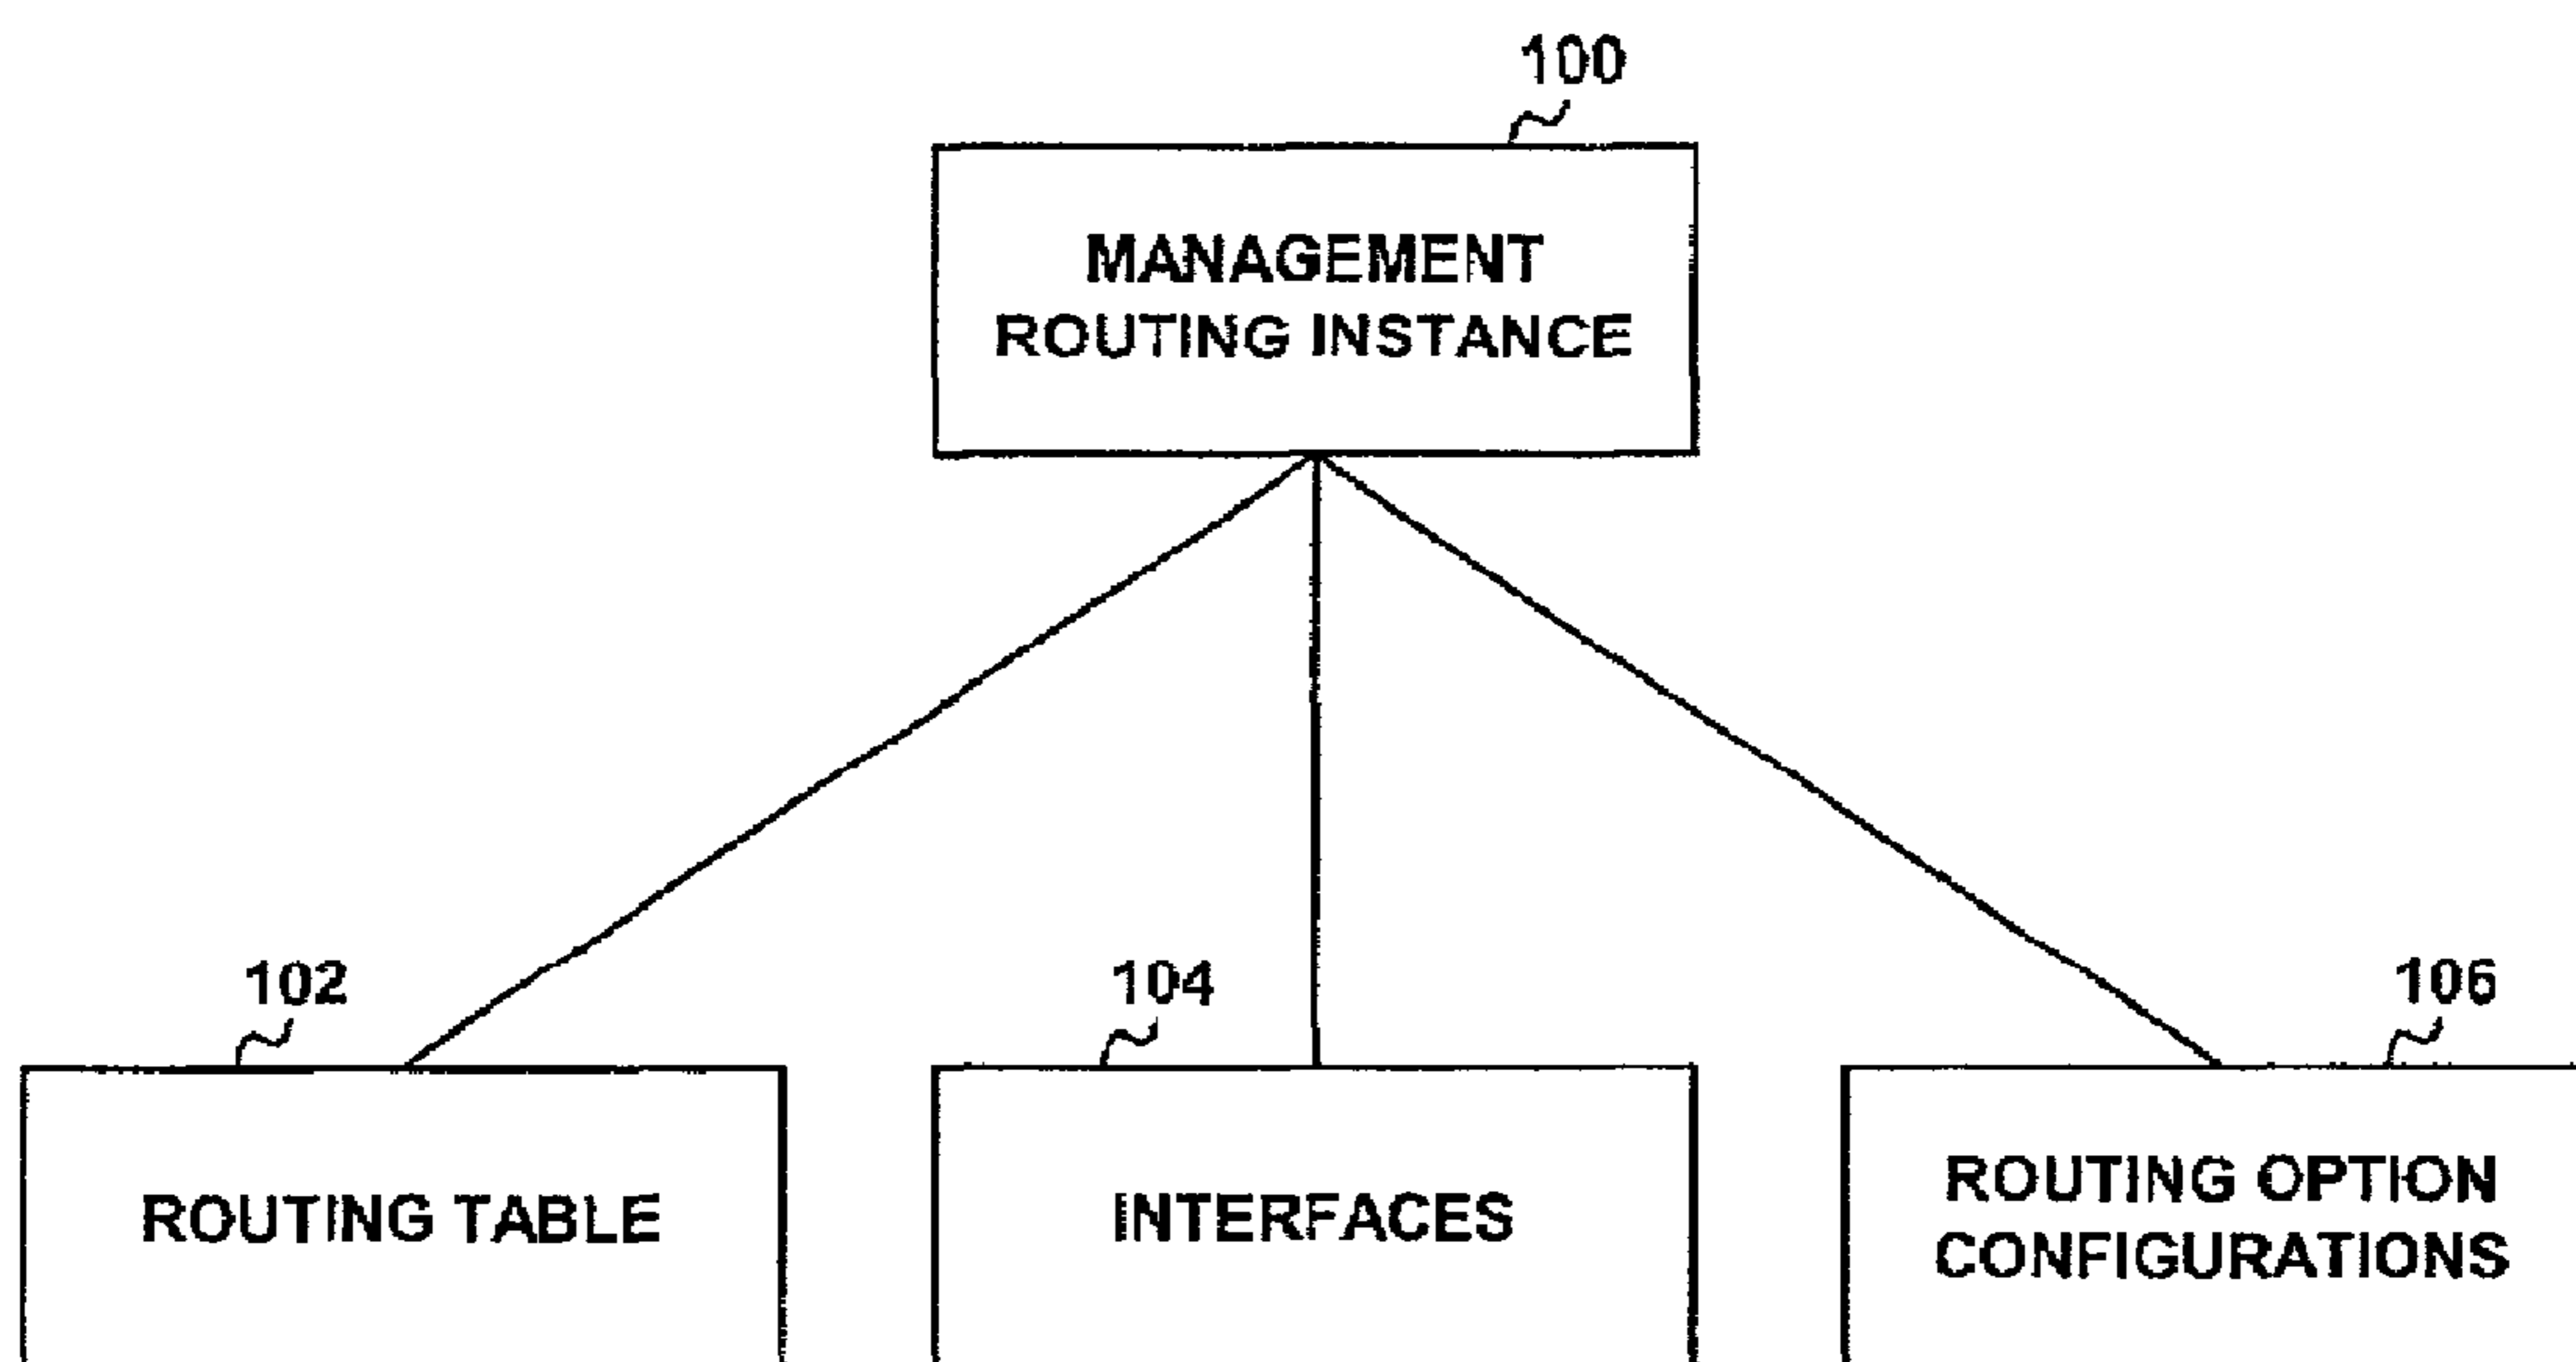 100
MANAGEMENT
ROUTING INSTANCE
102
104
106
ROUTING TABLE
INTERFACES
ROUTING OPTION
CONFIGURATIONS